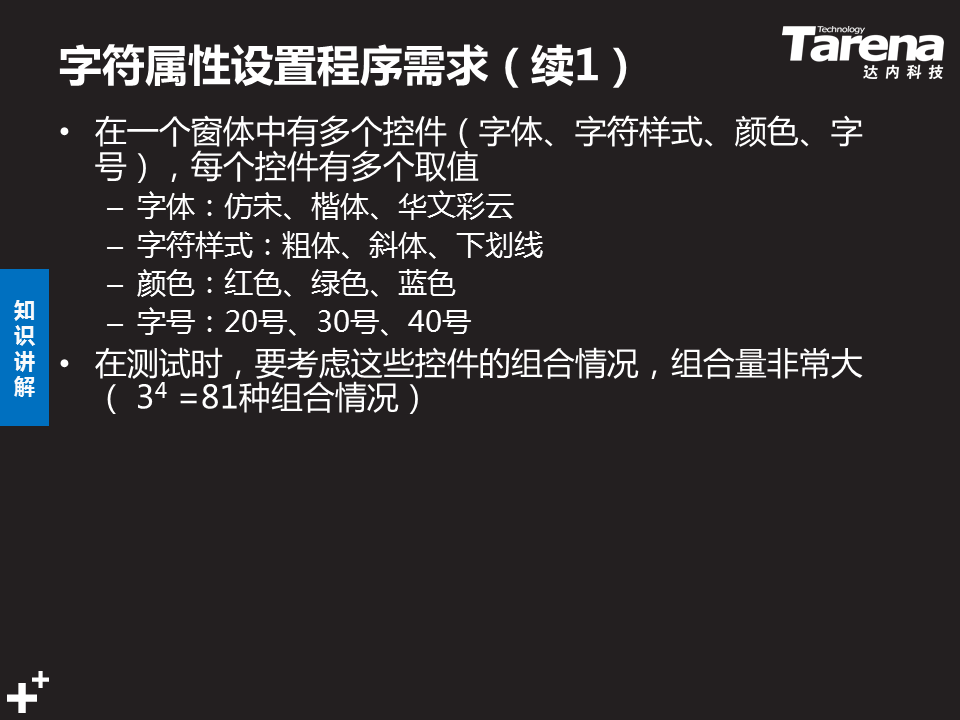 字符属性设置程序需求（续1）
Technology
Tarena
达内科技
• 在一个窗体中有多个控件（字体、字符样式、颜色、字
号），每个控件有多个取值
– 字体：仿宋、楷体、华文彩云
– 字符样式：粗体、斜体、下划线
– 颜色：红色、绿色、蓝色
– 字号：20号、30号、40号
知识讲解
• 在测试时，要考虑这些控件的组合情况，组合量非常大
（ 3⁴ =81种组合情况）